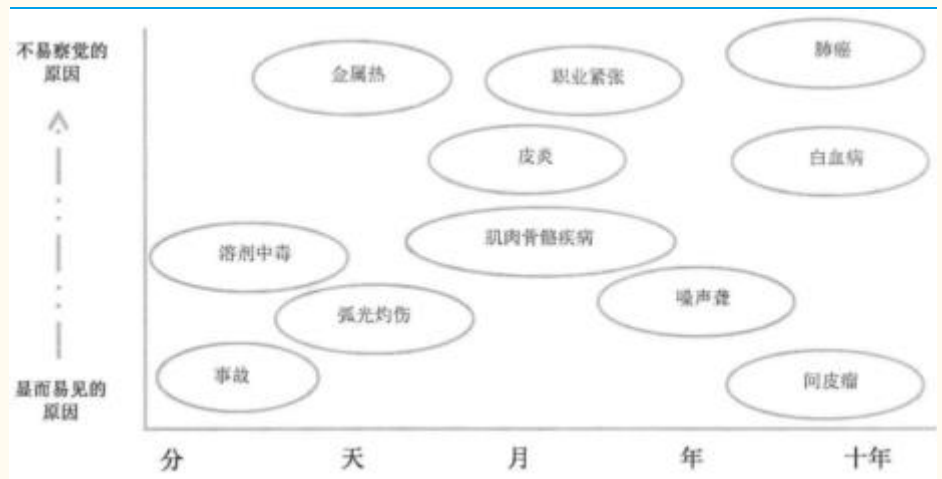 不易察觉的
原因
金属热
职业紧张
肺癌
皮炎
白血病
溶剂中毒
肌肉骨骼疾病
弧光灼伤
噪声聋
事故
间皮瘤
显而易见的
原因
分
天
月
年
十年